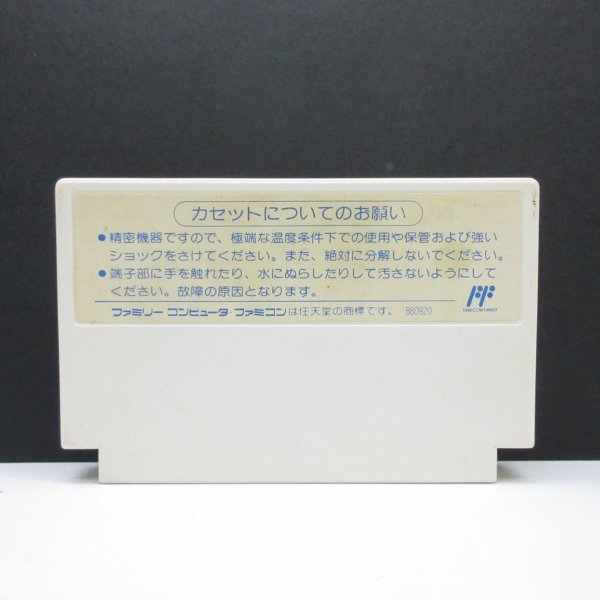 カセットについてのお願い
●精密機器ですので、極端な温度条件下での使用や保管および強い
ショックをさけてください。また、絶対に分解しないでください。
●端子部に手を触れたり、水にぬらしたりして汚さないようにして
ください。故障の原因となります。
FAMICOM FAMILY
ファミリーコンピュータ・ファミコンは任天堂の商標です。 880920